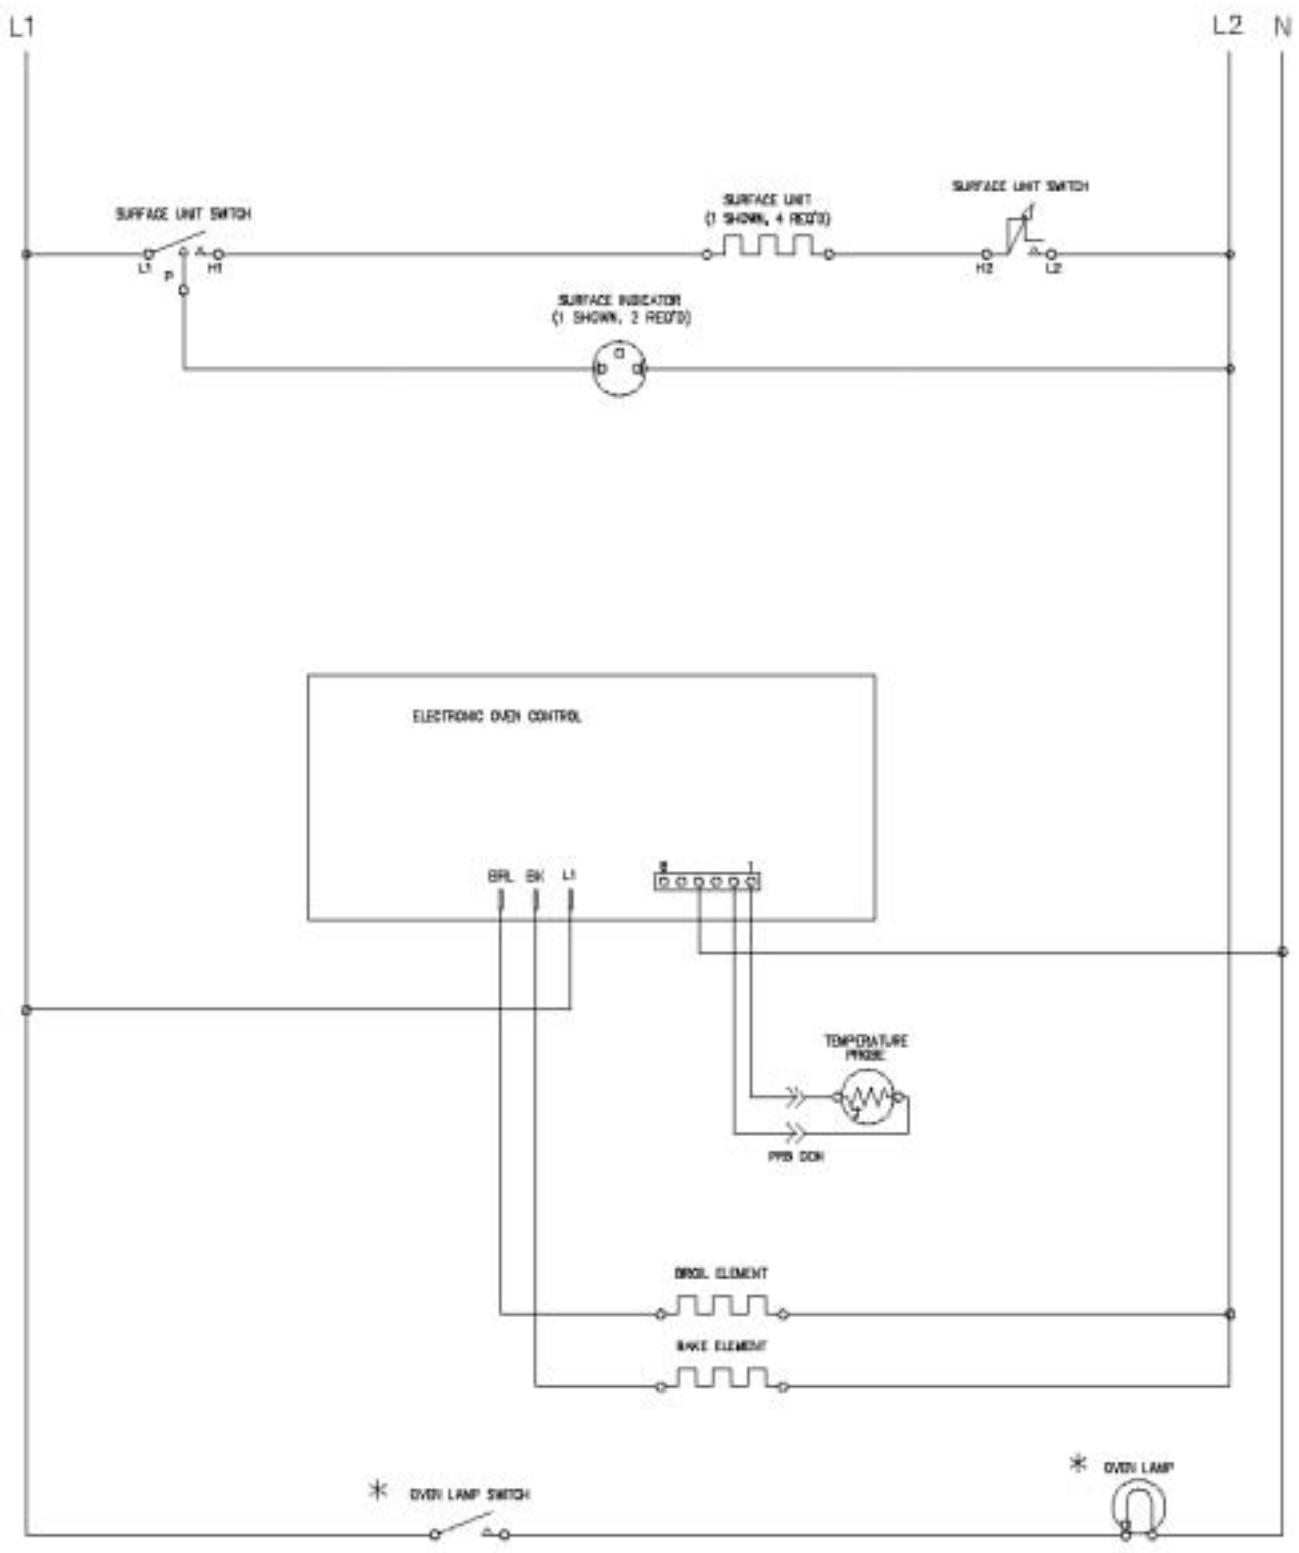 L1
L2 N
SURFACE UNIT SWITCH
SURFACE UNIT
(1 SHOWN, 4 REQ'D)
SURFACE UNIT SWITCH
L1
P
H1
H2
L2
SURFACE INDICATOR
(1 SHOWN, 2 REQ'D)
ELECTRONIC OVEN CONTROL
BRL BK L1
1
TEMPERATURE
PROBE
PRB CON
BROIL ELEMENT
BAKE ELEMENT
* OVEN LAMP SWITCH
* OVEN LAMP